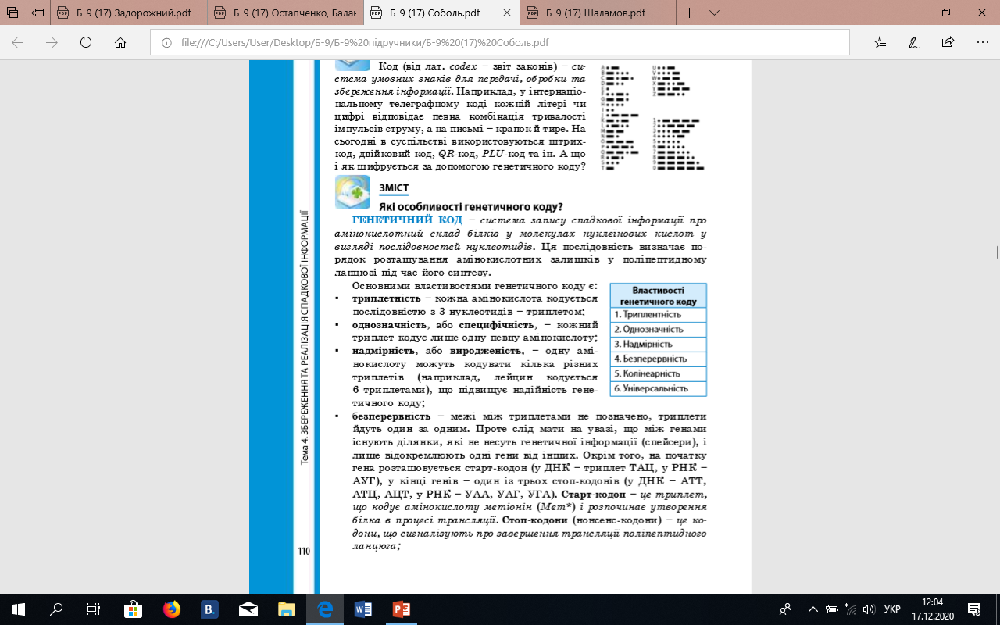 Б-9 (17) Задорожний.pdf
Б-9 (17) Остапченко, Балан
Б-9 (17) Соболь.pdf
Б-9 (17) Шаламов.pdf
file:///C:/Users/User/Desktop/Б-9/Б-9%20підручники/Б-9%20(17)%20Соболь.pdf
Код (від лат. codex – звіт законів) – си-
стема умовних знаків для передачі, обробки та
збереження інформації. Наприклад, у інтернаціо-
нальному телеграфному коді кожній літері чи
цифрі відповідає певна комбінація тривалості
імпульсів струму, а на письмі – крапок й тире. На
сьогодні в суспільстві використовуються штрих-
код, двійковий код, QR-код, PLU-код та ін. А що
і як шифрується за допомогою генетичного коду?
A
B
C
D
E
F
G
H
I
J
K
L
M
N
O
P
Q
R
S
T
U
V
W
X
Y
Z
1
2
3
4
5
6
7
8
9
0
ЗМІСТ
Які особливості генетичного коду?
ГЕНЕТИЧНИЙ КОД – система запису спадкової інформації про
амінокислотний склад білків у молекулах нуклеїнових кислот у
вигляді послідовностей нуклеотидів. Ця послідовність визначає по-
рядок розташування амінокислотних залишків у поліпептидному
ланцюзі під час його синтезу.
Основними властивостями генетичного коду є:
▪ триплетність – кожна амінокислота кодується
послідовністю з 3 нуклеотидів – триплетом;
▪ однозначність, або специфічність, – кожний
триплет кодує лише одну певну амінокислоту;
▪ надмірність, або виродженість, – одну амі-
нокислоту можуть кодувати кілька різних
триплетів (наприклад, лейцин кодується
6 триплетами), що підвищує надійність гене-
тичного коду;
Властивості
генетичного коду
1. Триплентність
2. Однозначність
3. Надмірність
4. Безперервність
5. Колінеарність
6. Універсальність
▪ безперервність – межі між триплетами не позначено, триплети
йдуть один за одним. Проте слід мати на увазі, що між генами
існують ділянки, які не несуть генетичної інформації (спейсери), і
лише відокремлюють одні гени від інших. Окрім того, на початку
гена розташовується старт-кодон (у ДНК – триплет ТАЦ, у РНК –
АУГ), у кінці генів – один із трьох стоп-кодонів (у ДНК – АТТ,
АТЦ, АЦТ, у РНК – УАА, УАГ, УГА). Старт-кодон – це триплет,
що кодує амінокислоту метіонін (Мет*) і розпочинає утворення
білка в процесі трансляції. Стоп-кодони (нонсенс-кодони) – це ко-
дони, що сигналізують про завершення трансляції поліпептидного
ланцюга;
Тема 4. ЗБЕРЕЖЕННЯ ТА РЕАЛІЗАЦІЯ СПАДКОВОЇ ІНФОРМАЦІЇ
110
B.
УКР
12:04
17.12.2020